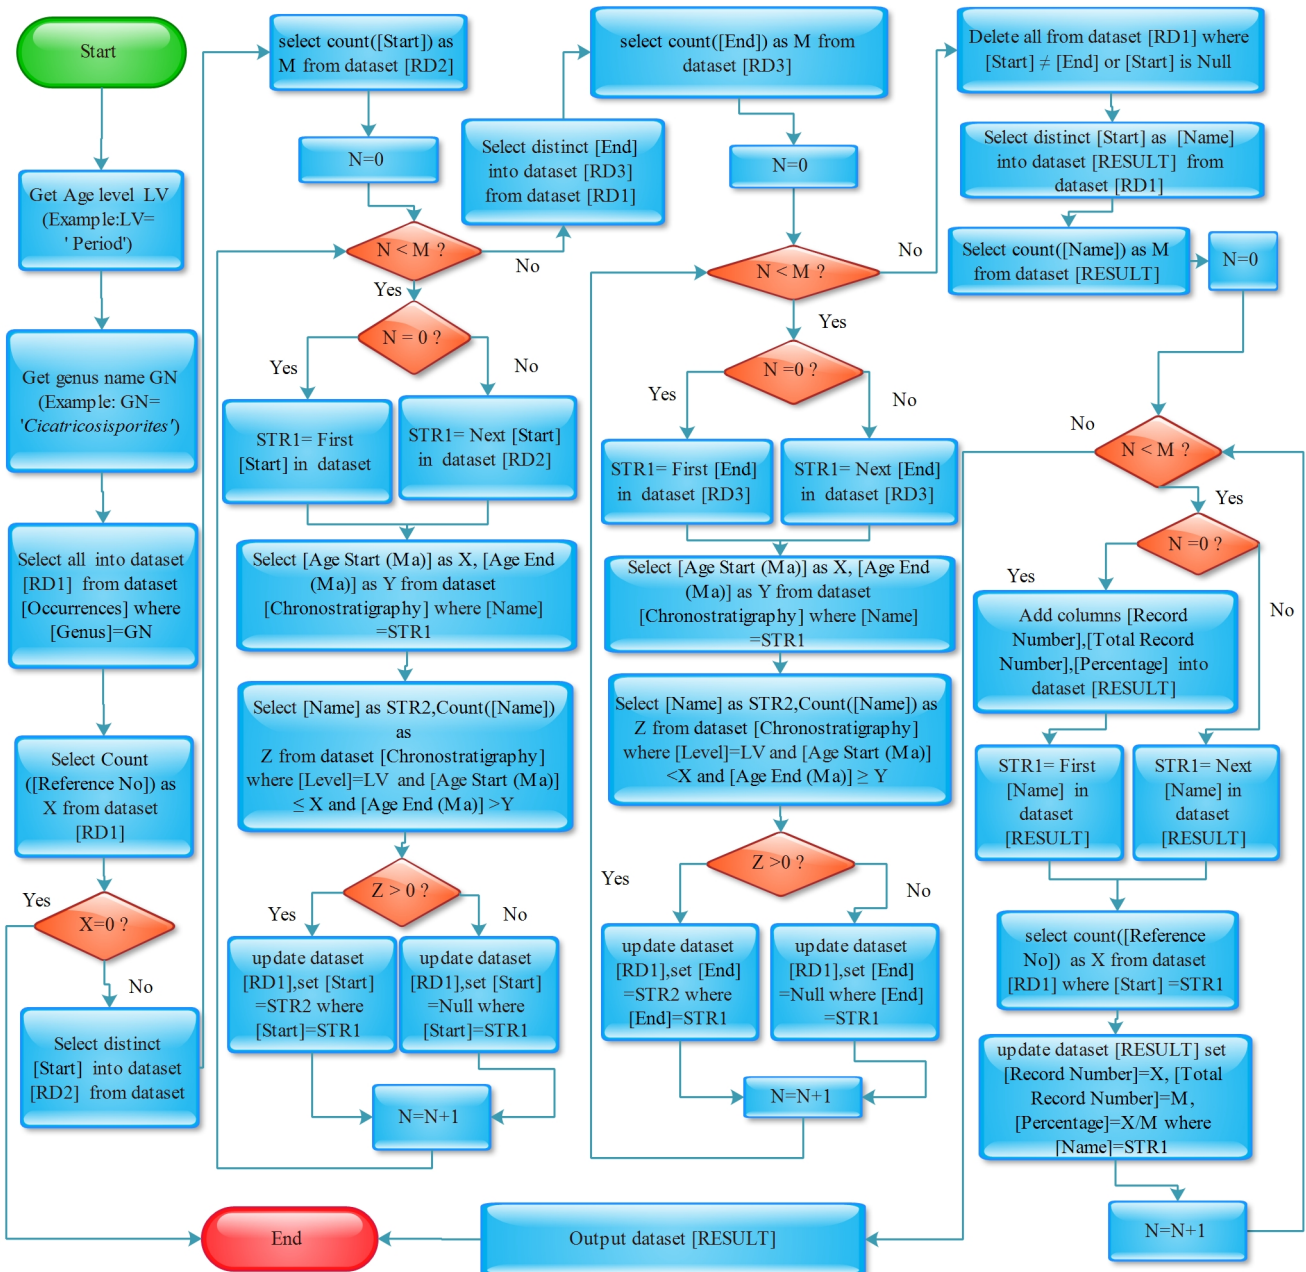 Start
Get Age level LV
(Example:LV=
' Period')
Get genus name GN
(Example: GN=
'Cicatricosisporites')
Select all into dataset
[RD1] from dataset
[Occurrences] where
[Genus]=GN
Select Count
([Reference No]) as
X from dataset
[RD1]
Yes
X=0 ?
No
Select distinct
[Start] into dataset
[RD2] from dataset
select count([Start]) as
M from dataset [RD2]
N=0
N < M ?
No
Yes
N = 0 ?
Yes
No
STR1= First
[Start] in dataset
STR1= Next [Start]
in dataset [RD2]
Select [Age Start (Ma)] as X, [Age End
(Ma)] as Y from dataset
[Chronostratigraphy] where [Name]
=STR1
Select [Name] as STR2,Count([Name])
as
Z from dataset [Chronostratigraphy]
where [Level]=LV and [Age Start (Ma)]
≤ X and [Age End (Ma)] >Y
Z > 0 ?
Yes
No
update dataset
[RD1],set [Start]
=STR2 where
[Start]=STR1
update dataset
[RD1],set [Start]
=Null where
[Start]=STR1
N=N+1
Select distinct [End]
into dataset [RD3]
from dataset [RD1]
select count([End]) as M from
dataset [RD3]
N=0
N < M ?
No
Yes
N =0 ?
Yes
No
STR1= First [End]
in dataset [RD3]
STR1= Next [End]
in dataset [RD3]
Select [Age Start (Ma)] as X, [Age End
(Ma)] as Y from dataset
[Chronostratigraphy] where [Name]
=STR1
Select [Name] as STR2,Count([Name]) as
Z from dataset [Chronostratigraphy]
where [Level]=LV and [Age Start (Ma)]
<X and [Age End (Ma)] ≥ Y
Z >0 ?
Yes
No
update dataset
[RD1],set [End]
=STR2 where
[End]=STR1
update dataset
[RD1],set [End]
=Null where [End]
=STR1
N=N+1
Delete all from dataset [RD1] where
[Start] ≠ [End] or [Start] is Null
Select distinct [Start] as [Name]
into dataset [RESULT] from
dataset [RD1]
Select count([Name]) as M
from dataset [RESULT]
N=0
No
N < M ?
Yes
N =0 ?
Yes
No
Add columns [Record
Number],[Total Record
Number],[Percentage] into
dataset [RESULT]
STR1= First
[Name] in
dataset
[RESULT]
STR1= Next
[Name] in
dataset
[RESULT]
select count([Reference
No]) as X from dataset
[RD1] where [Start] =STR1
update dataset [RESULT] set
[Record Number]=X, [Total
Record Number]=M,
[Percentage]=X/M where
[Name]=STR1
N=N+1
Output dataset [RESULT]
End